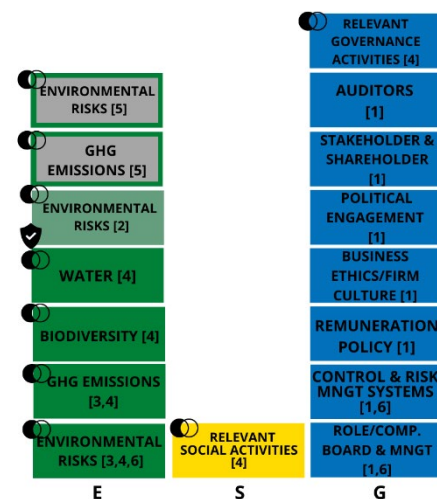 RELEVANT
GOVERNANCE
ACTIVITIES [4]
ENVIRONMENTAL
RISKS [5]
AUDITORS
[1]
GHG
EMISSIONS [5]
STAKEHOLDER &
SHAREHOLDER
[1]
ENVIRONMENTAL
RISKS [2]
POLITICAL
ENGAGEMENT
[1]
WATER [4]
BUSINESS
ETHICS/FIRM
CULTURE [1]
BIODIVERSITY [4]
REMUNERATION
POLICY [1]
GHG EMISSIONS
[3,4]
CONTROL & RISK
MNGT SYSTEMS
[1,6]
ENVIRONMENTAL
RISKS [3,4,6]
RELEVANT
SOCIAL ACTIVITIES
[4]
ROLE/COMP.
BOARD & MNGT
[1,6]
E
S
G